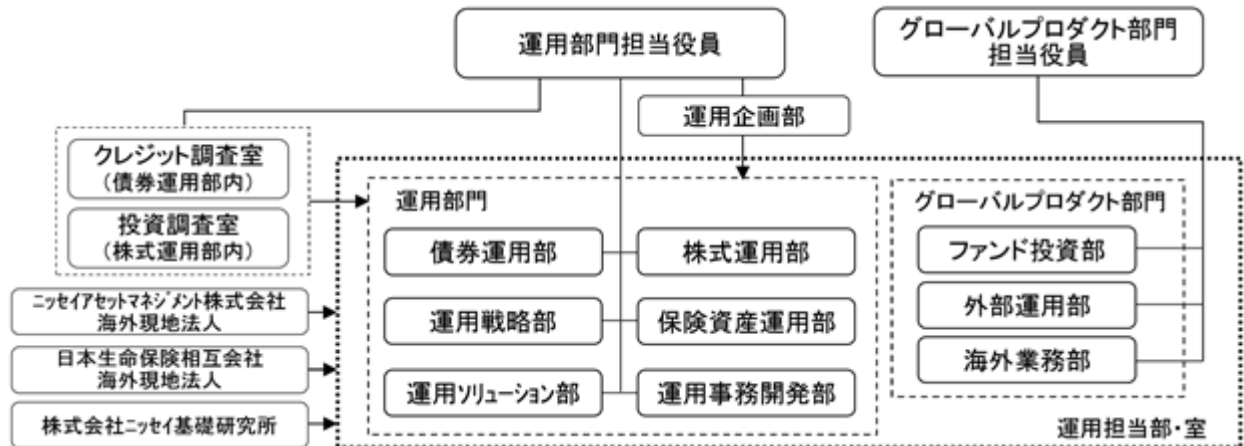 運用部門担当役員
グローバルプロダクト部門
担当役員
運用企画部
クレジット調査室
(債券運用部内)
投資調査室
(株式運用部内)
運用部門
グローバルプロダクト部門
債券運用部
株式運用部
ファンド投資部
運用戦略部
保険資産運用部
外部運用部
運用ソリューション部
運用事務開発部
海外業務部
ニッセイアセットマネジメント株式会社
海外現地法人
日本生命保険相互会社
海外現地法人
株式会社ニッセイ基礎研究所
運用担当部・室